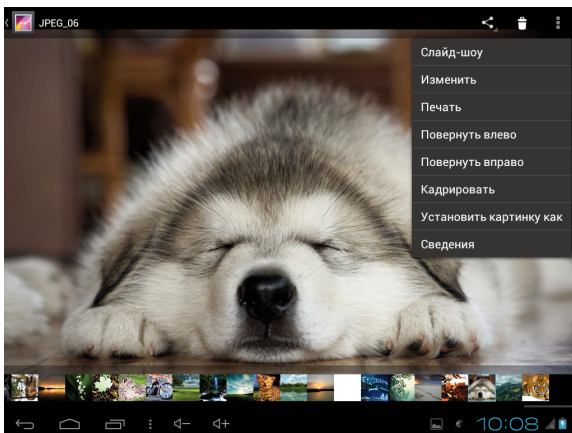 JPEG_06
Слайд-шоу
Изменить
Печать
Повернуть влево
Повернуть вправо
Кадрировать
Установить картинку как
Сведения
10:08